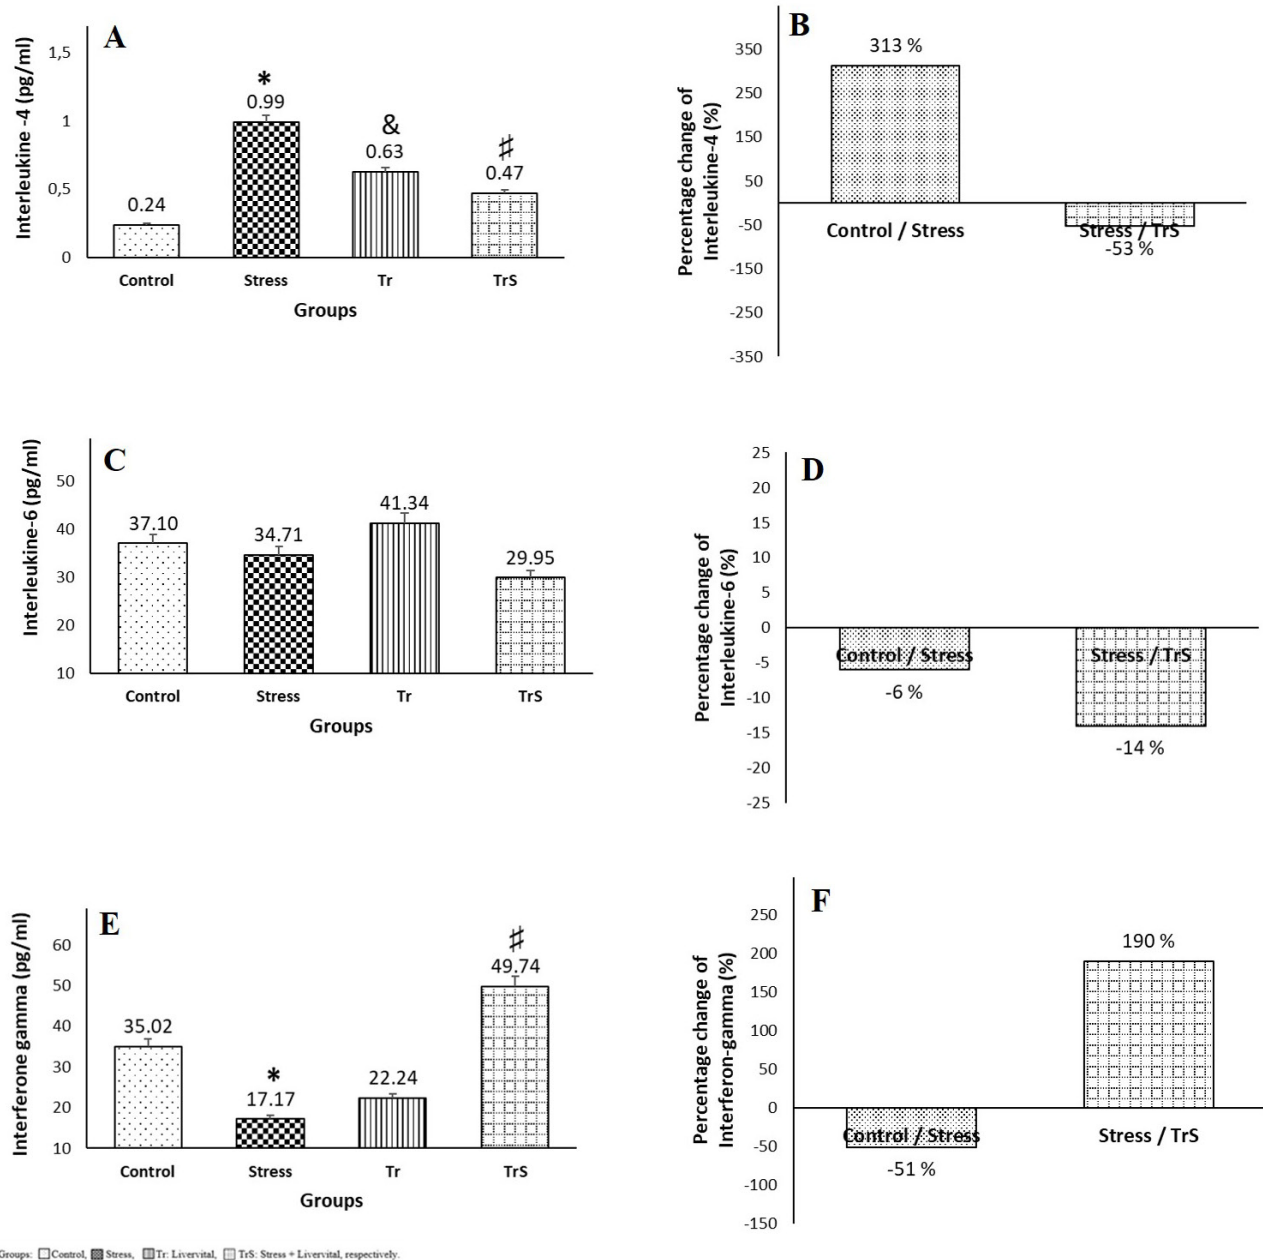 A
Interleukine -4 (pg/ml)
1,5
1
0,5
0
0.24
*
0.99
&
0.63
♯
0.47
Control Stress Tr TrS
Groups
B
Percentage change of
Interleukine-4 (%)
350
250
150
50
-50
-150
-250
-350
313 %
Control / Stress
Stress / TrS
-53 %
C
Interleukine-6 (pg/ml)
50
40
30
20
10
37.10
34.71
41.34
29.95
Control Stress Tr TrS
Groups
D
Percentage change of
Interleukine-6 (%)
25
20
15
10
5
0
-5
-10
-15
-20
-25
Control / Stress
-6 %
Stress / TrS
-14 %
E
Interferone gamma (pg/ml)
60
50
40
30
20
10
35.02
*
17.17
22.24
♯
49.74
Control Stress Tr TrS
Groups
F
Percentage change of
Interferon-gamma (%)
250
200
150
100
50
0
-50
-100
-150
Control / Stress
-51 %
190 %
Stress / TrS
Groups: Control, Stress, Tr: Livervital, TrS: Stress + Livervital, respectively.